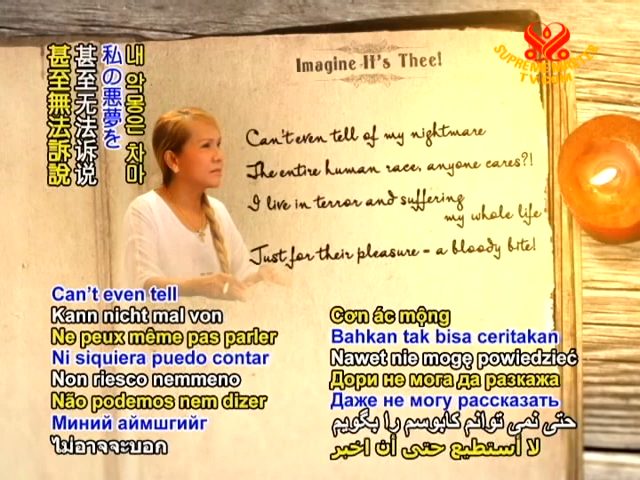 Imagine It's Thee!
SUPREME MASTER
TV.COM
내 악몽은 차마
私の悪夢を
甚至无法诉说
甚至無法訴說
Can't even tell of my nightmare
The entire human race, anyone cares?!
I live in terror and suffering
my whole life
Just for their pleasure - a bloody bite!
Can't even tell
Kann nicht mal von
Ne peux même pas parler
Ni siquiera puedo contar
Non riesco nemmeno
Não podemos nem dizer
Миний аймшгийг
ไม่อาจจะบอก
Cơn ác mộng
Bahkan tak bisa ceritakan
Nawet nie mogę powiedzieć
Дори не мога да разкажа
Даже не могу рассказать
حتی نمی توانم کابوسم را بگویم
لا أستطيع حتى أن اخبر